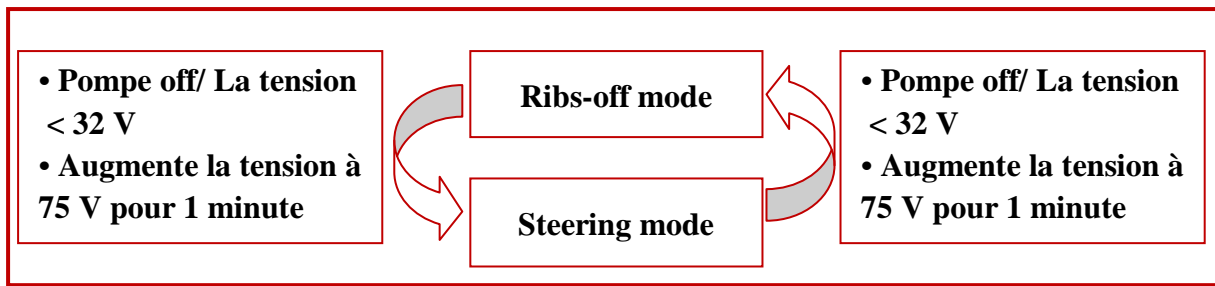 • Pompe off/ La tension
< 32 V
• Augmente la tension à
75 V pour 1 minute
Ribs-off mode
Steering mode
• Pompe off/ La tension
< 32 V
• Augmente la tension à
75 V pour 1 minute